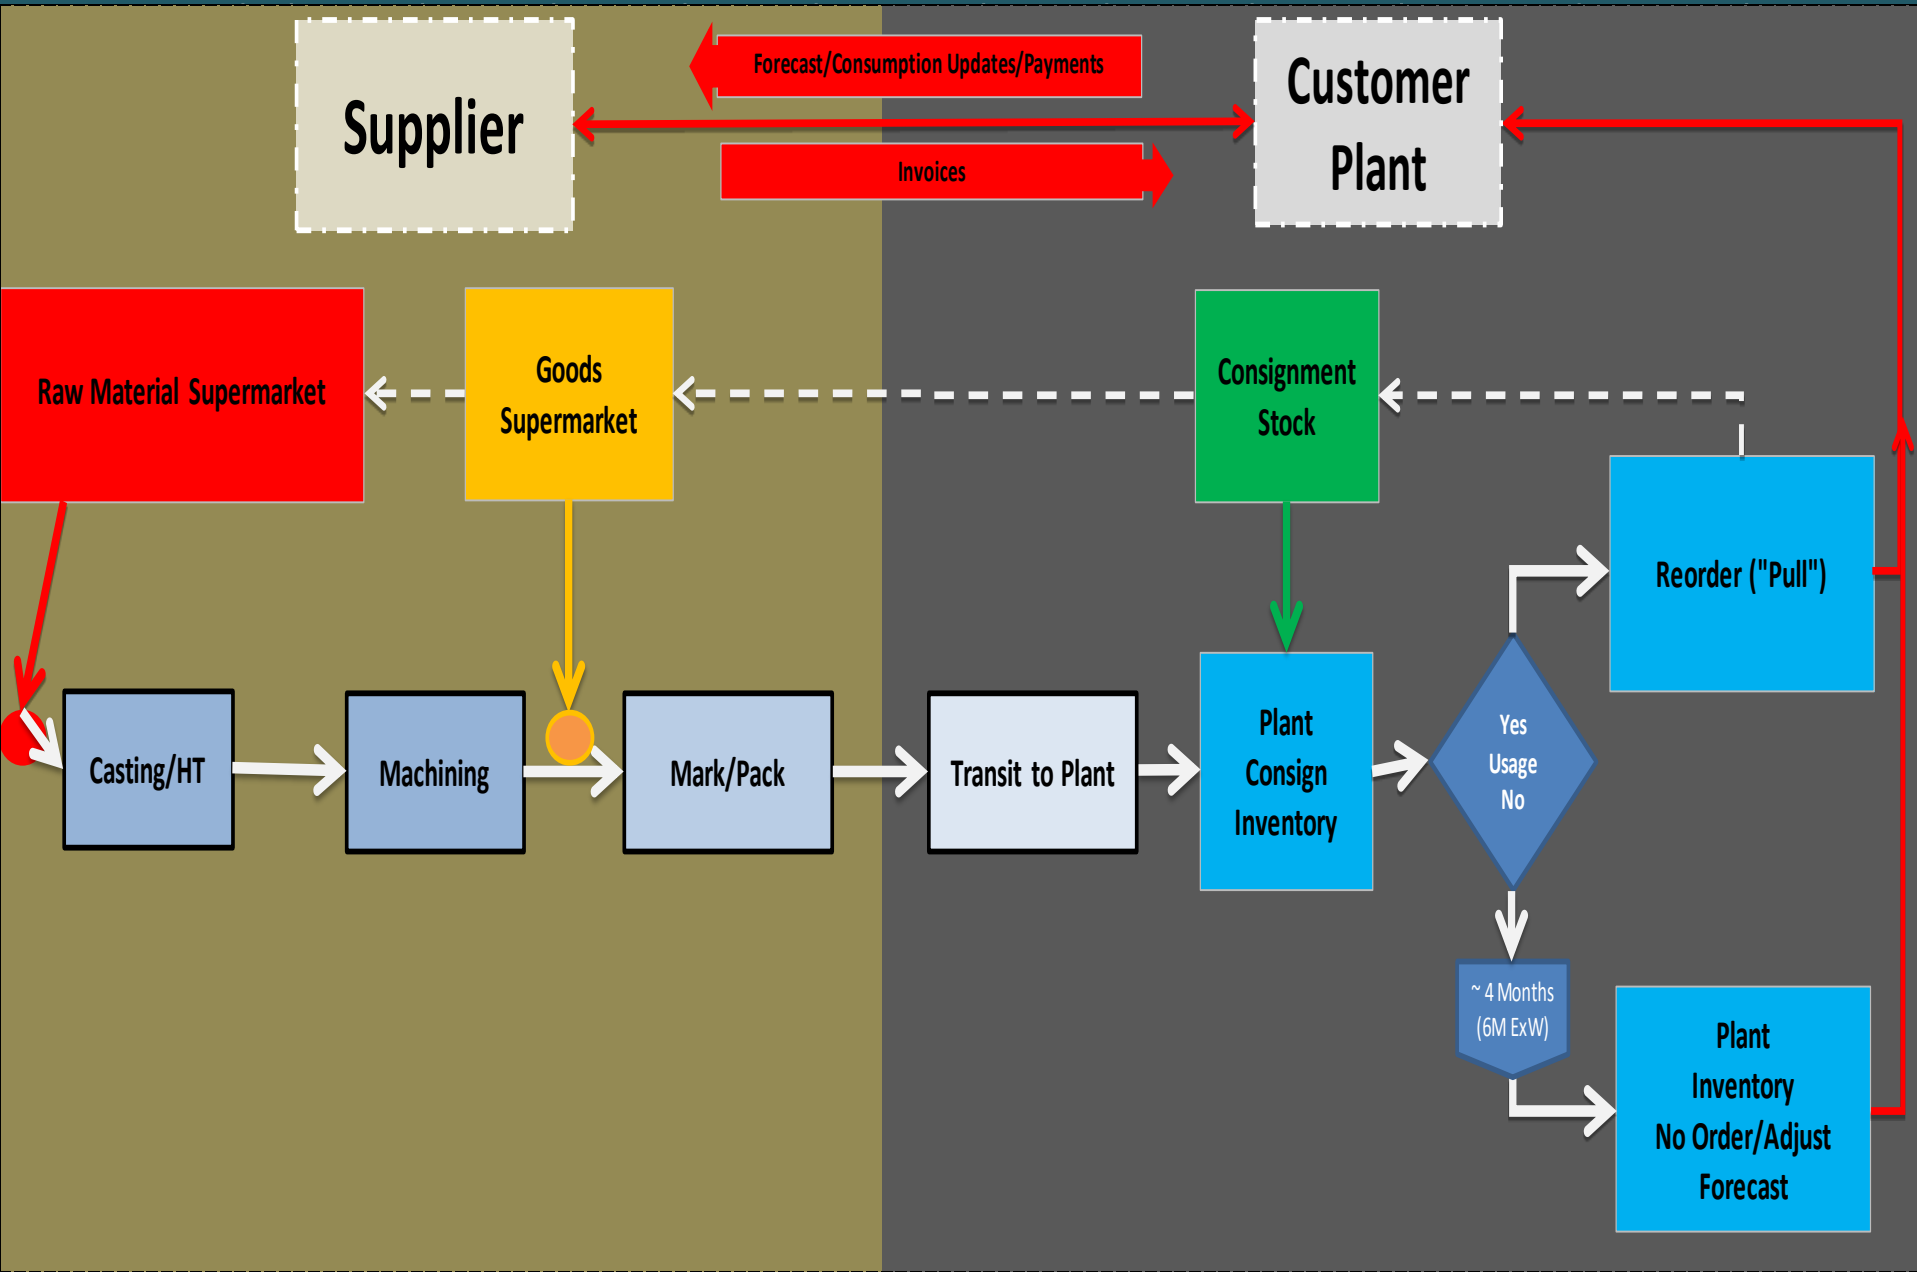 Supplier
Forecast/Consumption Updates/Payments
Invoices
Customer
Plant
Raw Material Supermarket
Goods
Supermarket
Consignment
Stock
Reorder ("Pull")
Casting/HT
Machining
Mark/Pack
Transit to Plant
Plant
Consign
Inventory
Yes
Usage
No
~ 4 Months
(6M ExW)
Plant
Inventory
No Order/Adjust
Forecast